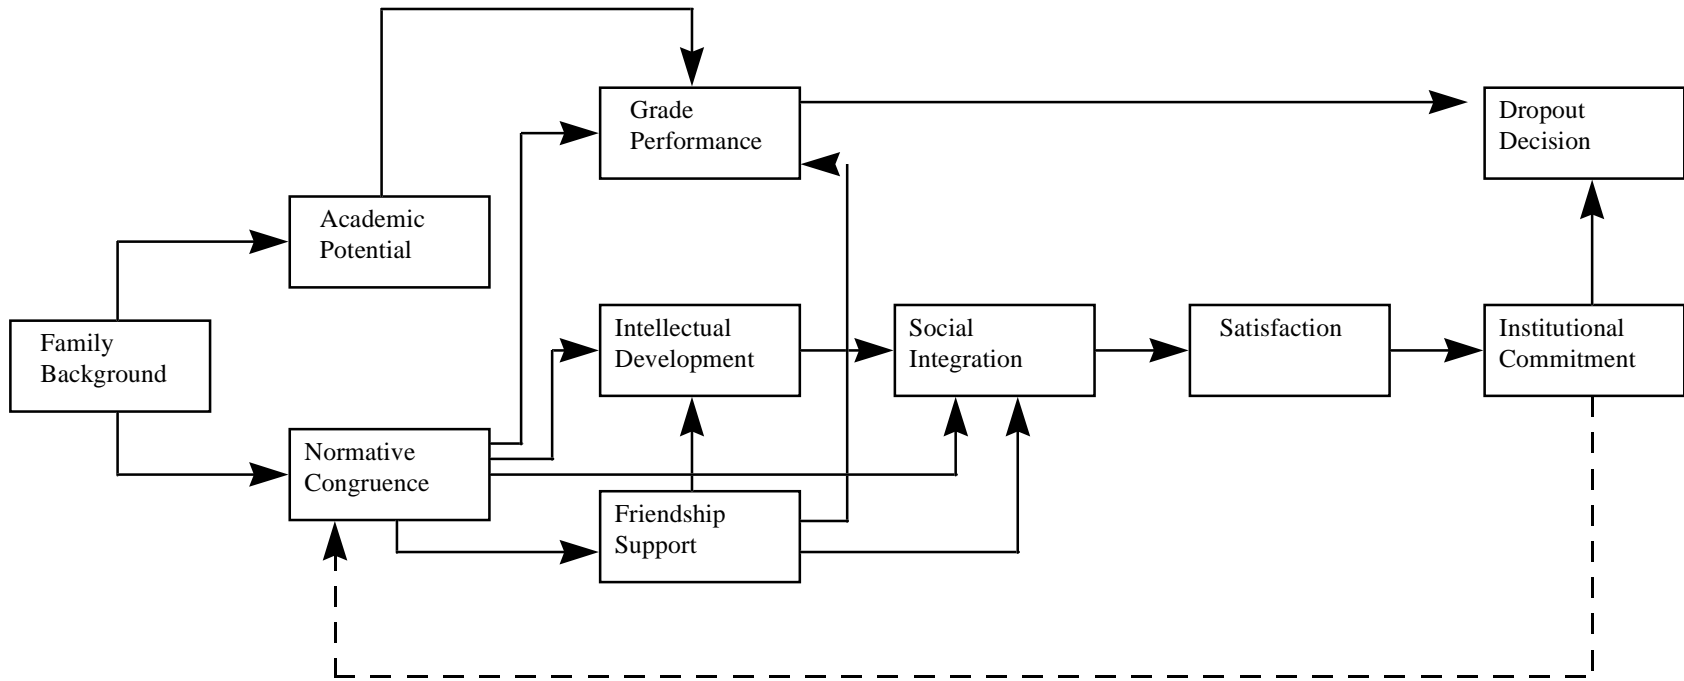 Grade
Performance
Dropout
Decision
Academic
Potential
Family
Background
Intellectual
Development
Social
Integration
Satisfaction
Institutional
Commitment
Normative
Congruence
Friendship
Support